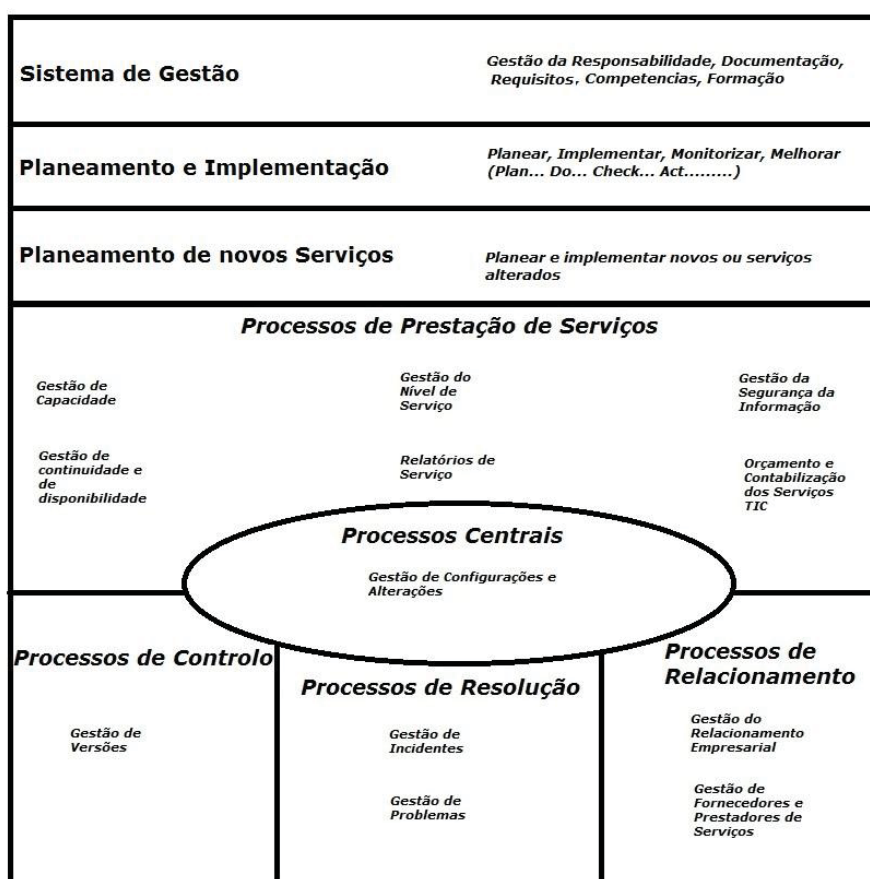 Sistema de Gestão
Gestão da Responsabilidade, Documentação,
Requisitos, Competencias, Formação
Planeamento e Implementação
Planear, Implementar, Monitorizar, Melhorar
(Plan... Do... Check... Act.........)
Planeamento de novos Serviços
Planear e implementar novos ou serviços
alterados
Processos de Prestação de Serviços
Gestão de
Capacidade
Gestão do
Nível de
Serviço
Gestão da
Segurança da
Informação
Gestão de
continuidade e
de
disponibilidade
Relatórios de
Serviço
Orçamento e
Contabilização
dos Serviços
TIC
Processos Centrais
Gestão de Configurações e
Alterações
Processos de Controlo
Gestão de
Versões
Processos de Resolução
Gestão de
Incidentes
Gestão de
Problemas
Processos de
Relacionamento
Gestão do
Relacionamento
Empresarial
Gestão de
Fornecedores e
Prestadores de
Serviços